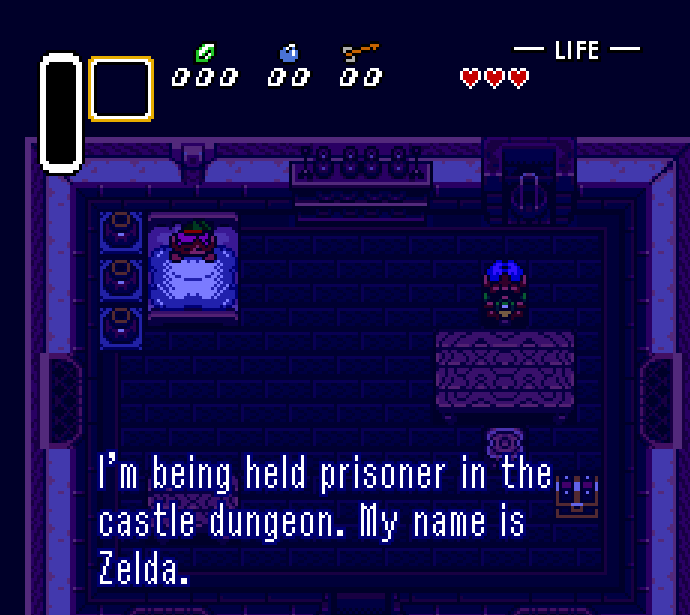 — LIFE —
000 00 00
I'm being held prisoner in the
castle dungeon. My name is
Zelda.